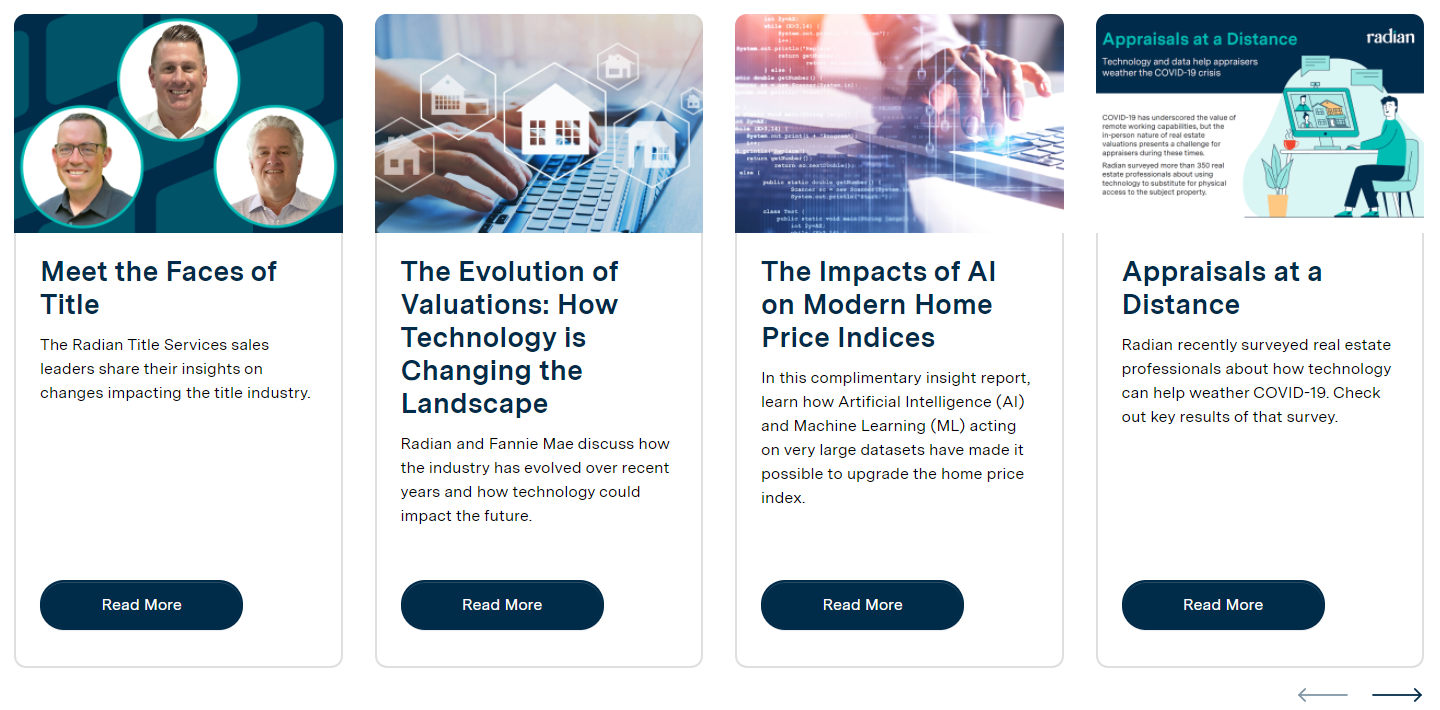 Meet the Faces of
Title
The Radian Title Services sales
leaders share their insights on
changes impacting the title industry.
Read More
The Evolution of
Valuations: How
Technology is
Changing the
Landscape
Radian and Fannie Mae discuss how
the industry has evolved over recent
years and how technology could
impact the future.
Read More
The Impacts of AI
on Modern Home
Price Indices
In this complimentary insight report,
learn how Artificial Intelligence (AI)
and Machine Learning (ML) acting
on very large datasets have made it
possible to upgrade the home price
index.
Read More
Appraisals at a Distance
radian
Technology and data help appraisers
weather the COVID-19 crisis
COVID-19 has underscored the value of
remote working capabilities, but the
in-person nature of real estate
valuations presents a challenge for
appraisers during these times.
Radian surveyed more than 350 real
estate professionals about using
technology to substitute for physical
access to the subject property.
Appraisals at a
Distance
Radian recently surveyed real estate
professionals about how technology
can help weather COVID-19. Check
out key results of that survey.
Read More